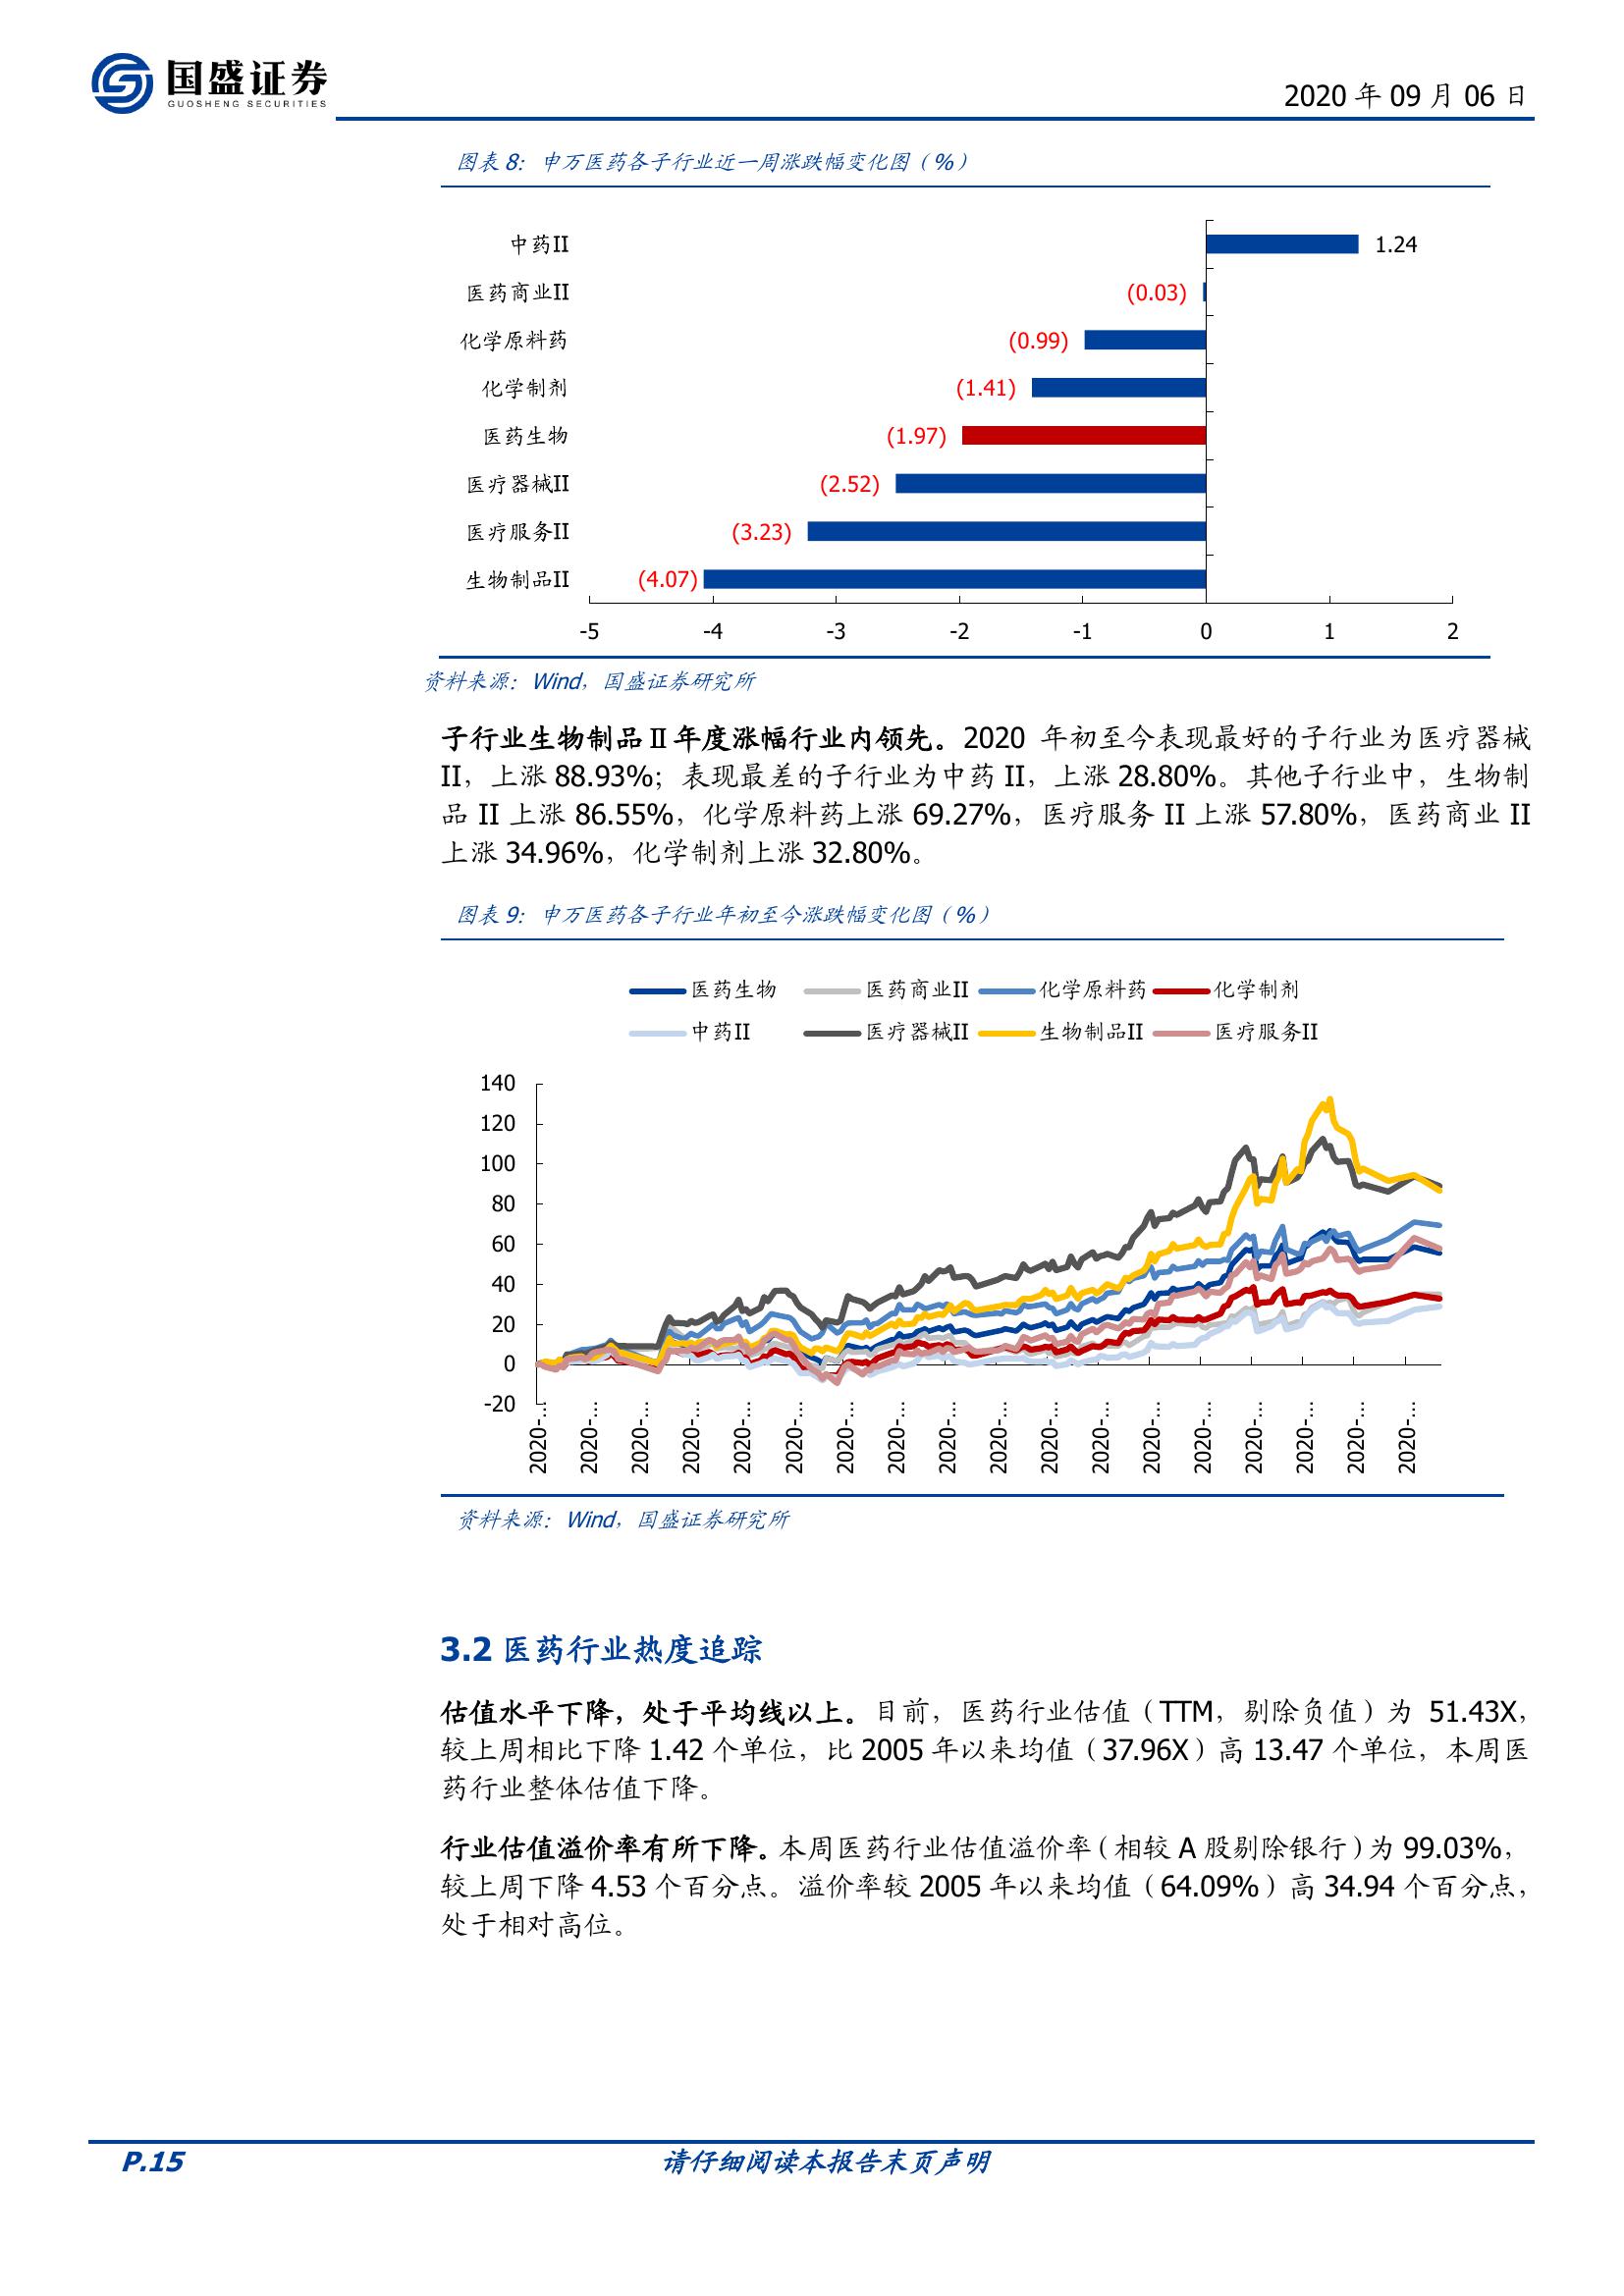 国盛证券
GUOSHENG SECURITIES
2020 年 09 月 06 日
图表 8： 申万医药各子行业近一周涨跌幅变化图（%）
中药II
1.24
医药商业II
(0.03)
化学原料药
(0.99)
化学制剂
(1.41)
医药生物
(1.97)
医疗器械II
(2.52)
医疗服务II
(3.23)
生物制品II
(4.07)
-5 -4 -3 -2 -1 0 1 2
资料来源：Wind，国盛证券研究所
子行业生物制品Ⅱ年度涨幅行业内领先。2020 年初至今表现最好的子行业为医疗器械
II，上涨 88.93%；表现最差的子行业为中药 II，上涨 28.80%。其他子行业中，生物制
品 II 上涨 86.55%，化学原料药上涨 69.27%，医疗服务 II 上涨 57.80%，医药商业 II
上涨 34.96%，化学制剂上涨 32.80%。
图表 9： 申万医药各子行业年初至今涨跌幅变化图（%）
医药生物 医药商业II 化学原料药 化学制剂
中药II 医疗器械II 生物制品II 医疗服务II
140
120
100
80
60
40
20
0
-20
2020-... 2020-... 2020-... 2020-... 2020-... 2020-... 2020-... 2020-... 2020-... 2020-... 2020-... 2020-... 2020-... 2020-... 2020-... 2020-... 2020-... 2020-...
资料来源：Wind，国盛证券研究所
3.2 医药行业热度追踪
估值水平下降，处于平均线以上。目前，医药行业估值（TTM，剔除负值）为 51.43X，
较上周相比下降 1.42 个单位，比 2005 年以来均值（37.96X）高 13.47 个单位，本周医
药行业整体估值下降。
行业估值溢价率有所下降。本周医药行业估值溢价率（相较 A 股剔除银行）为 99.03%，
较上周下降 4.53 个百分点。溢价率较 2005 年以来均值（64.09%）高 34.94 个百分点，
处于相对高位。
P.15
请仔细阅读本报告末页声明